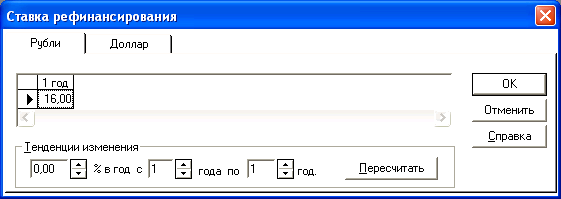 Ставка рефинансирования
Рубли Доллар
1 год
16,00
OK
Отменить
Справка
Тенденции изменения
0,00 % в год с 1 года по 1 год.
Пересчитать